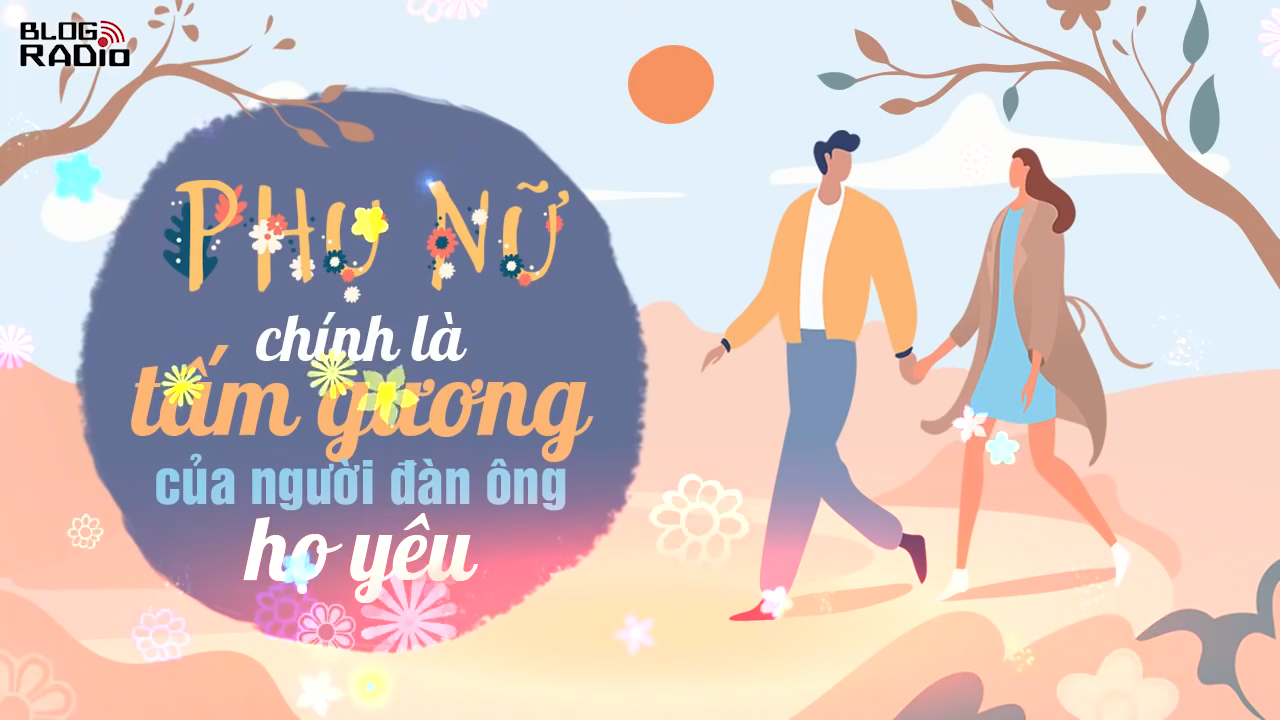 BLOG
RADIO
PHỤ NỮ
chính là
tấm gương
của người đàn ông
họ yêu